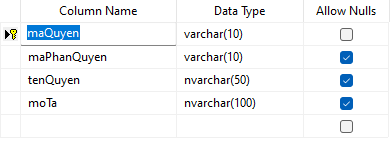 Column Name Data Type Allow Nulls
maQuyen varchar(10)
maPhanQuyen varchar(10)
tenQuyen nvarchar(50)
moTa nvarchar(100)